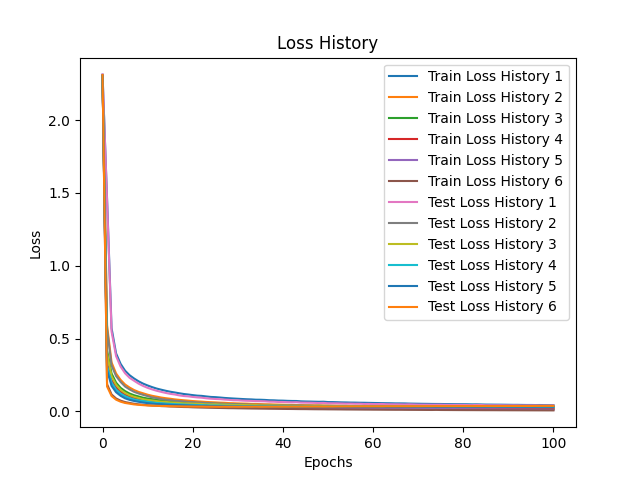 Loss History
Loss
2.0
1.5
1.0
0.5
0.0
Train Loss History 1
Train Loss History 2
Train Loss History 3
Train Loss History 4
Train Loss History 5
Train Loss History 6
Test Loss History 1
Test Loss History 2
Test Loss History 3
Test Loss History 4
Test Loss History 5
Test Loss History 6
0 20 40 60 80 100
Epochs